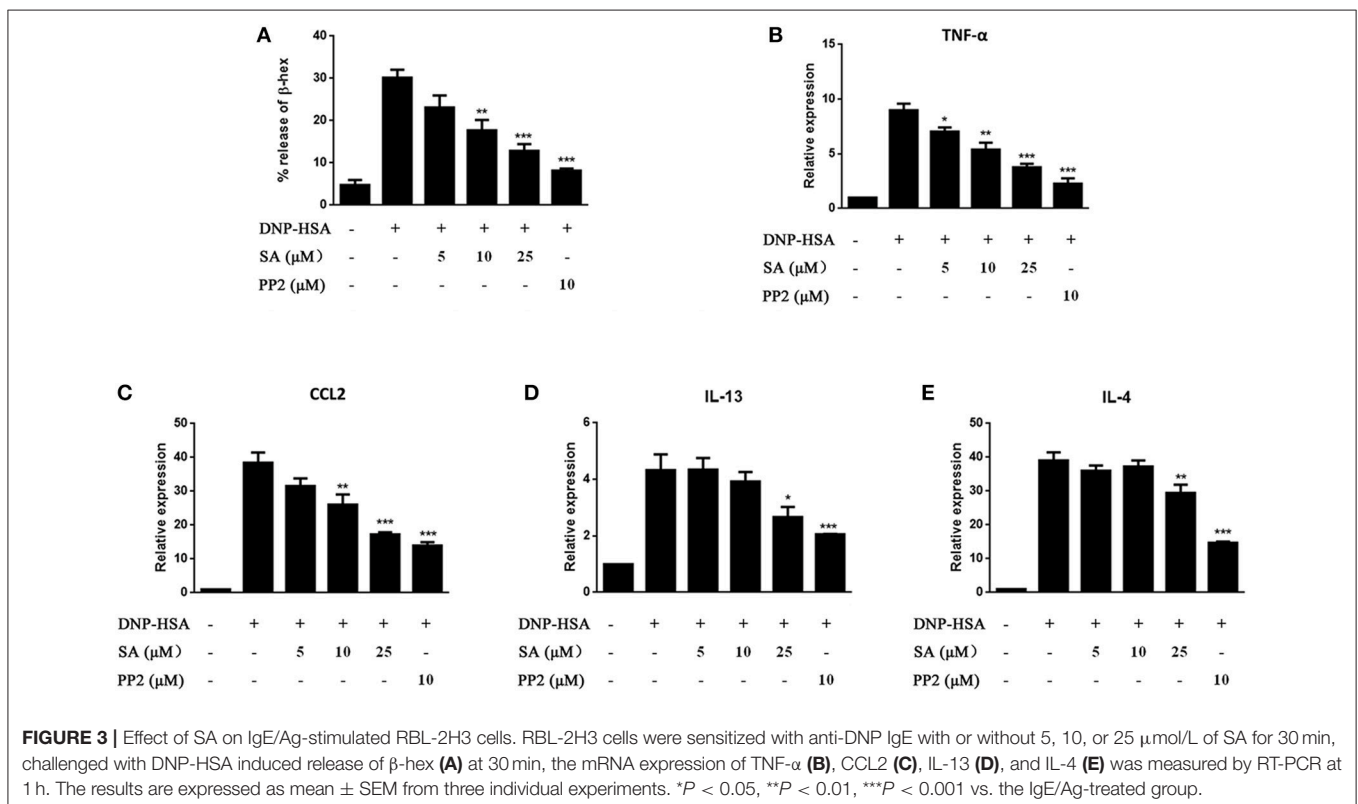 A
% release of β-hex
40
30
20
10
0
** *** ***
DNP-HSA - + + + + +
SA (μM） - - 5 10 25 -
PP2 (μM) - - - - - 10
B
TNF-α
Relative expression
15
10
5
0
* ** *** ***
DNP-HSA - + + + + +
SA (μM） - - 5 10 25 -
PP2 (μM) - - - - - 10
C
CCL2
Relative expression
50
40
30
20
10
0
** *** ***
DNP-HSA - + + + + +
SA (μM） - - 5 10 25 -
PP2 (μM) - - - - - 10
D
IL-13
Relative expression
6
4
2
0
* ***
DNP-HSA - + + + + +
SA (μM） - - 5 10 25 -
PP2 (μM) - - - - - 10
E
IL-4
Relative expression
50
40
30
20
10
0
** ***
DNP-HSA - + + + + +
SA (μM） - - 5 10 25 -
PP2 (μM) - - - - - 10
FIGURE 3 | Effect of SA on IgE/Ag-stimulated RBL-2H3 cells. RBL-2H3 cells were sensitized with anti-DNP IgE with or without 5, 10, or 25 μmol/L of SA for 30 min,
challenged with DNP-HSA induced release of β-hex (A) at 30 min, the mRNA expression of TNF-α (B), CCL2 (C), IL-13 (D), and IL-4 (E) was measured by RT-PCR at
1 h. The results are expressed as mean ± SEM from three individual experiments. *P < 0.05, **P < 0.01, ***P < 0.001 vs. the IgE/Ag-treated group.